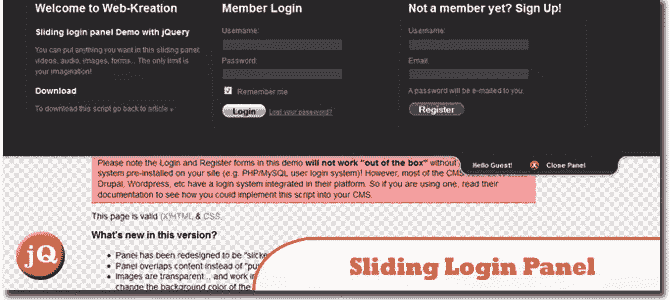 Welcome to Web-Kreation
Sliding login panel Demo with jQuery
You can put anything you want in this sliding panel:
videos, audio, images, forms... The only limit is
your imagination!
Download
To download this script go back to article »
Member Login
Username:
Password:
Remember me
Login
Lost your password?
Not a member yet? Sign Up!
Username:
Email:
A password will be e-mailed to you.
Register
Hello Guest!
Close Panel
Please note the Login and Register forms in this demo will not work "out of the box" without
system pre-installed on your site (e.g. PHP/MySQL user login system)! However, most of the CMS
Drupal, Wordpress, etc have a login system integrated in their platform. So if you are using one, read their
documentation to see how you could implement this script into your CMS.
This page is valid (X)HTML & CSS.
What's new in this version?
Panel has been redesigned to be
Panel overlaps content instead of
Images are transparent... and work
change the background color of the
jQ
Sliding Login Panel